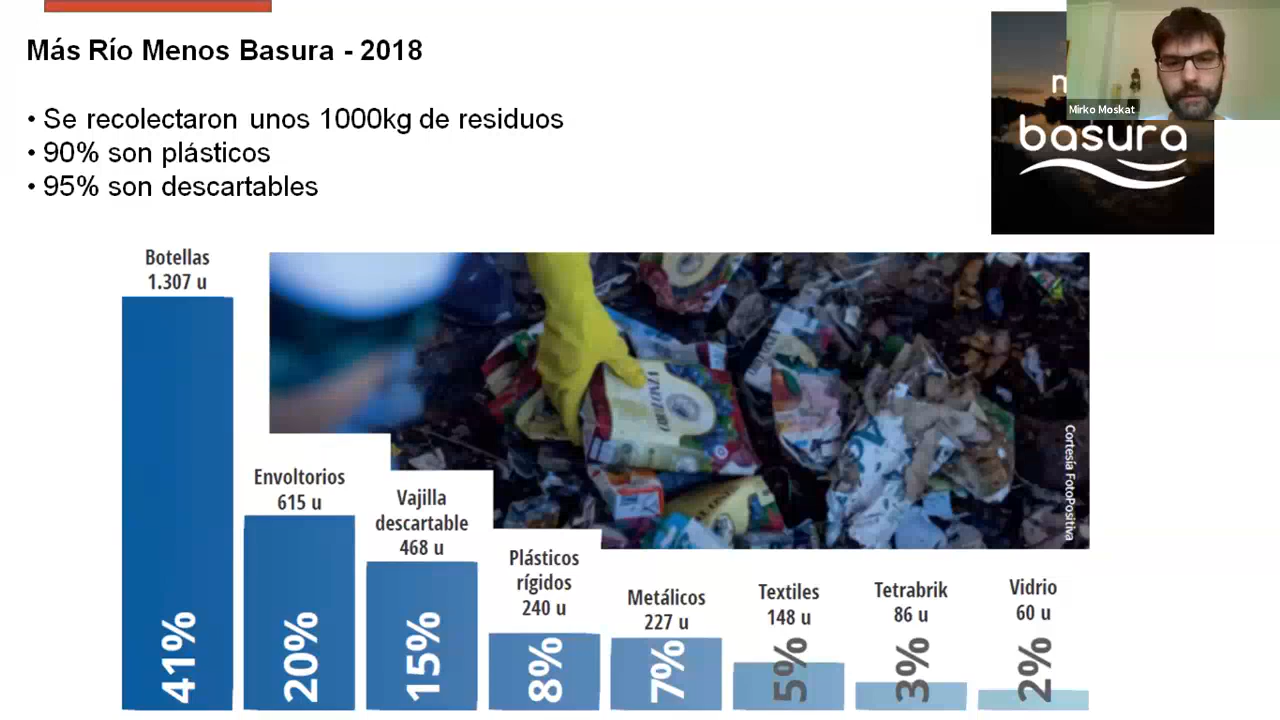 Más Río Menos Basura - 2018
• Se recolectaron unos 1000kg de residuos
• 90% son plásticos
• 95% son descartables
Mirko Moskat
basura
Botellas
1.307 u
Envoltorios
615 u
Vajilla
descartable
468 u
Plásticos
rígidos
240 u
Metálicos
227 u
Textiles
148 u
Tetrabrik
86 u
Vidrio
60 u
41%
20%
15%
8%
7%
5%
3%
2%
Cortesía FotoPositiva